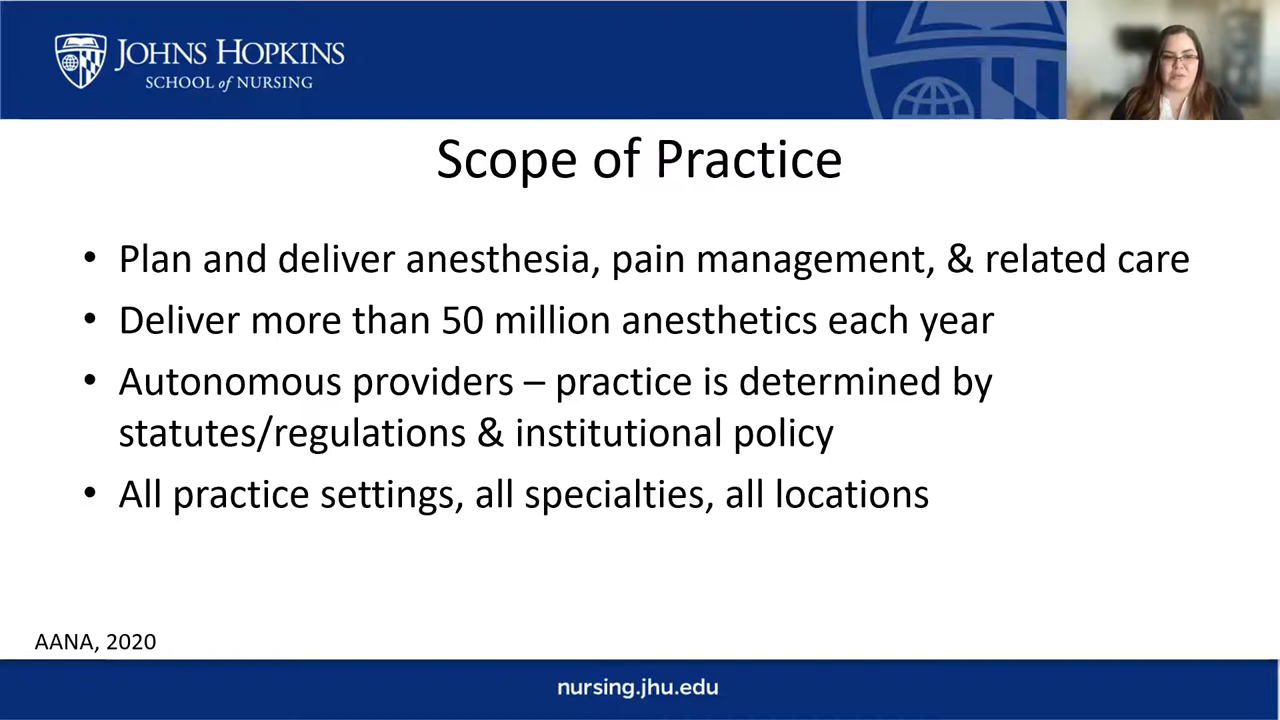 JOHNS HOPKINS
SCHOOL of NURSING
Scope of Practice
• Plan and deliver anesthesia, pain management, & related care
• Deliver more than 50 million anesthetics each year
• Autonomous providers – practice is determined by
statutes/regulations & institutional policy
• All practice settings, all specialties, all locations
AANA, 2020
nursing.jhu.edu